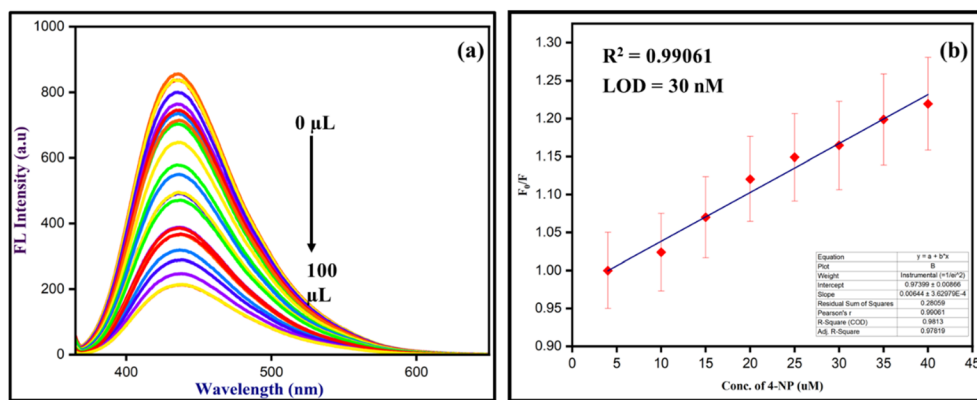 1000
800
600
400
200
0
FL Intensity (a.u)
400
500
600
Wavelength (nm)
(a)
0 µL
100
µL
1.30
1.25
1.20
1.15
1.10
1.05
1.00
0.95
0.90
F₀/F
0
5
10
15
20
25
30
35
40
45
Conc. of 4-NP (uM)
(b)
R² = 0.99061
LOD = 30 nM
Equation y = a + b*x
Plot B
Weight Instrumental (=1/ei^2)
Intercept 0.97399 ± 0.00866
Slope 0.00644 ± 3.62979E-4
Residual Sum of Squares 0.28059
Pearson's r 0.99061
R-Square (COD) 0.9813
Adj. R-Square 0.97819